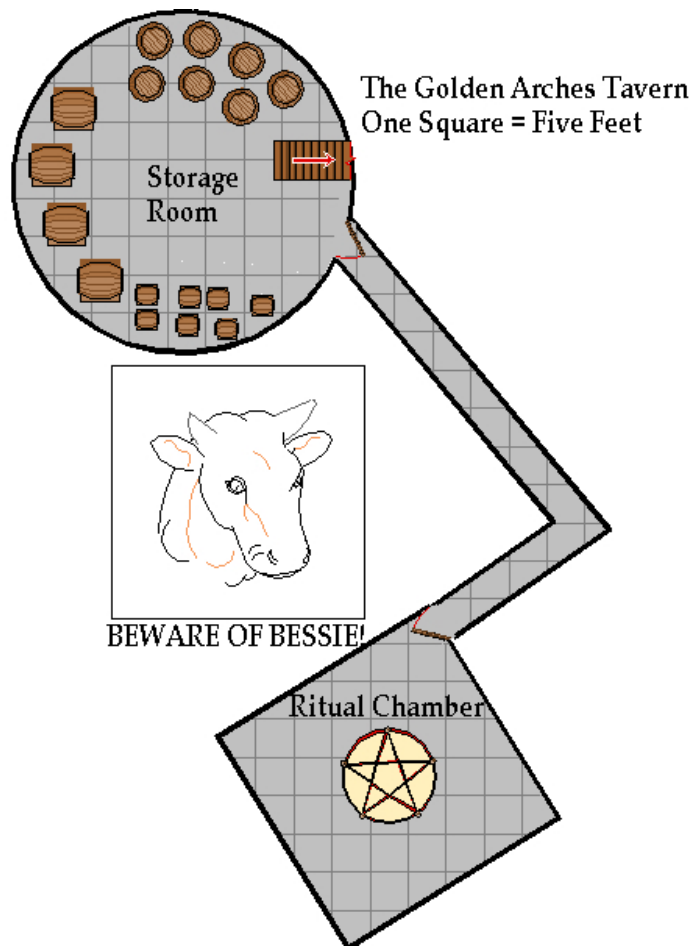 The Golden Arches Tavern
One Square = Five Feet
Storage
Room
BEWARE OF BESSIE!
Ritual Chamber